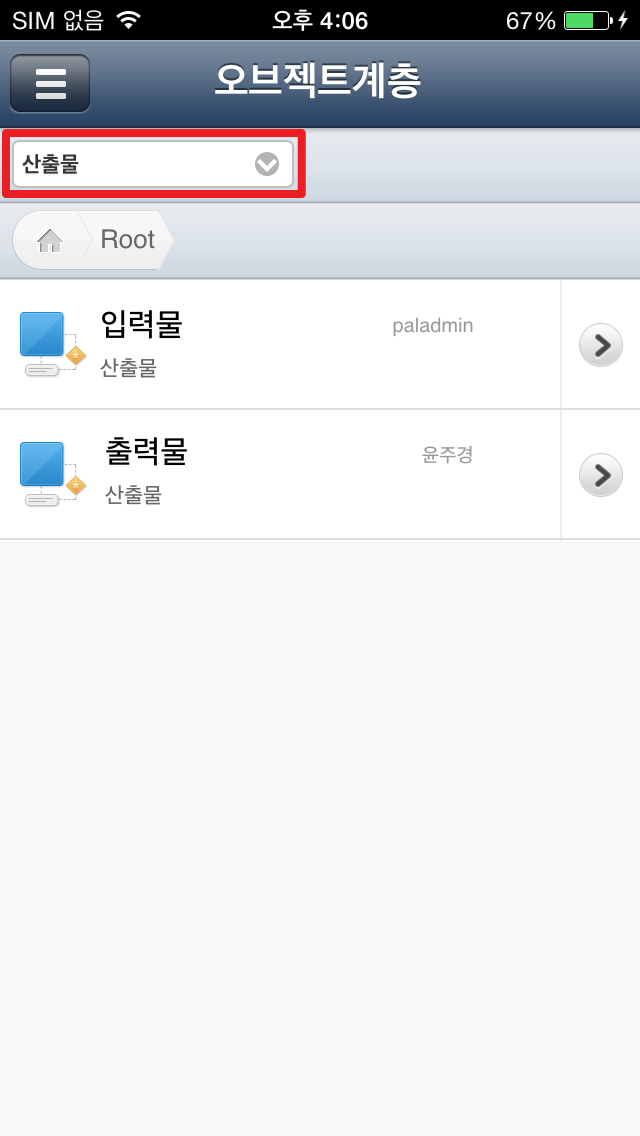 SIM 없음 오후 4:06 67%
오브젝트계층
산출물
Root
입력물 paladmin
산출물
출력물 윤주경
산출물